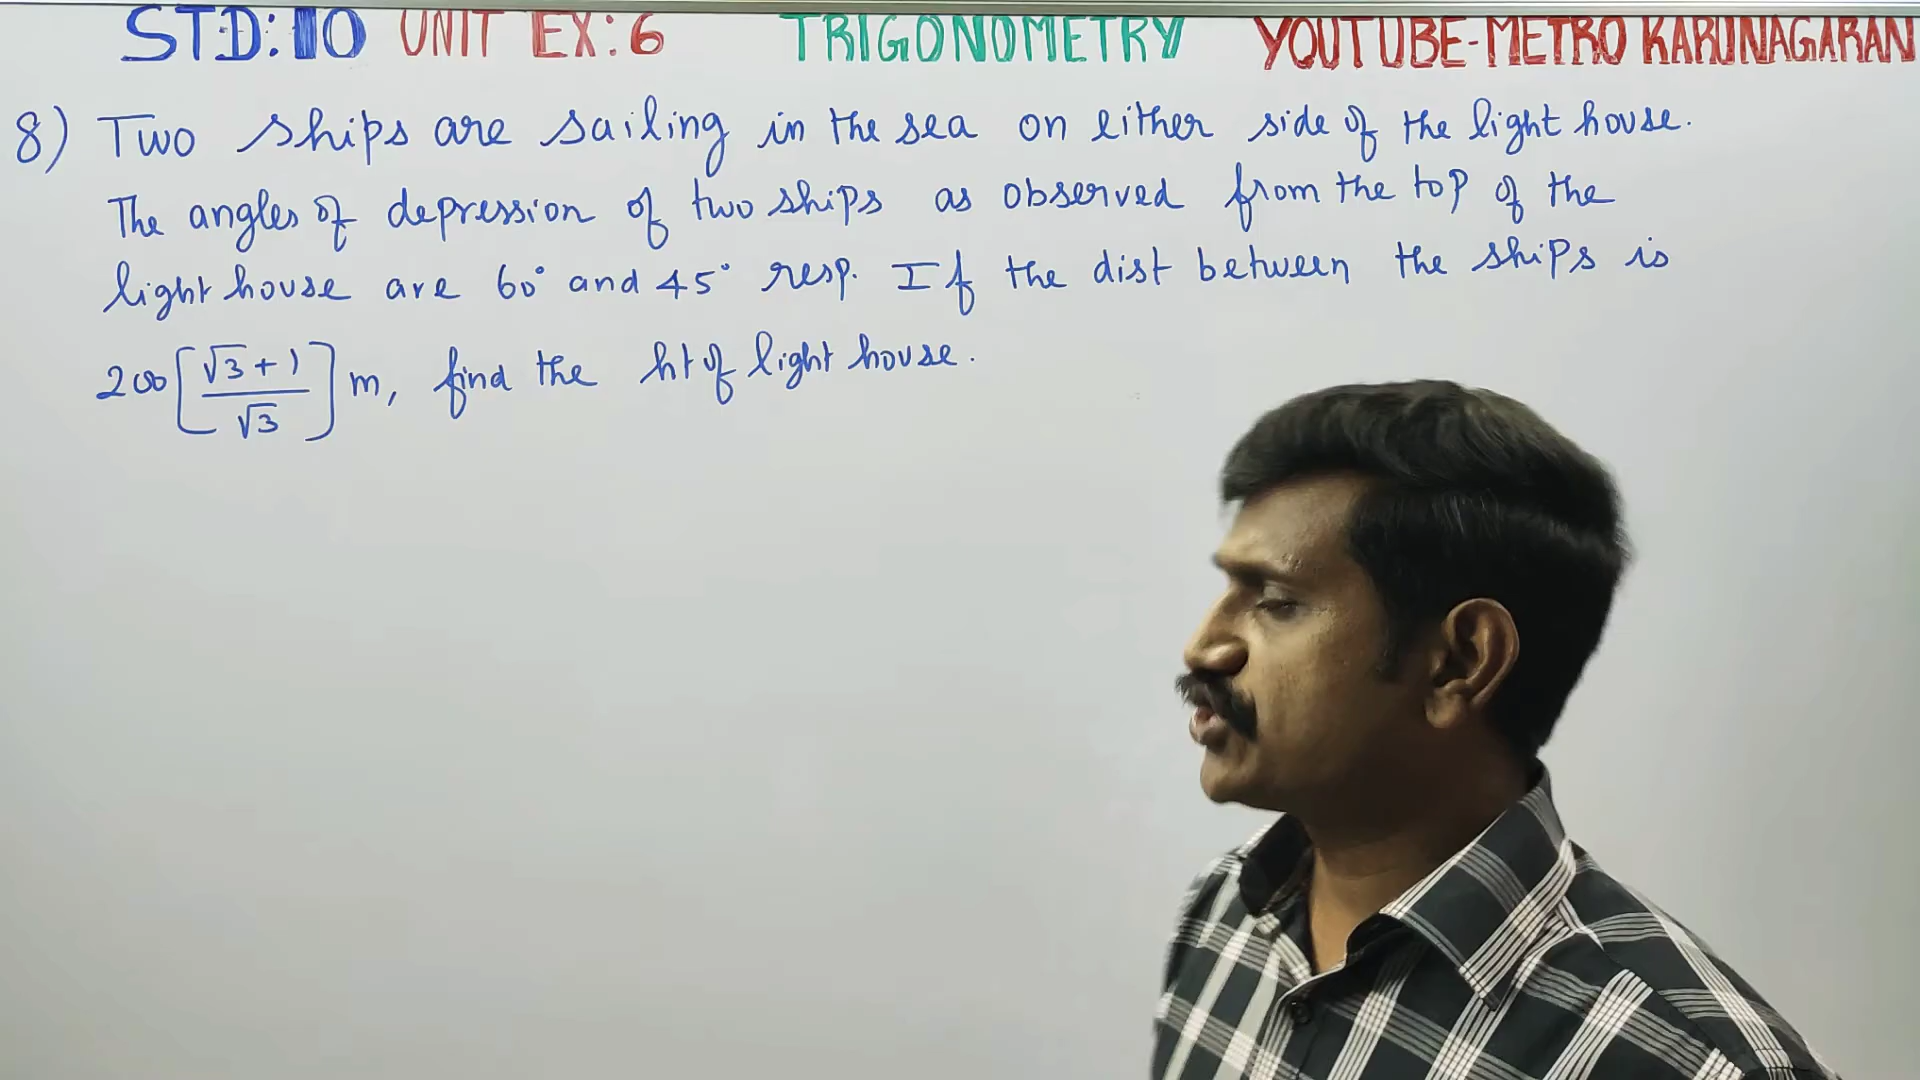 STD: 10 UNIT EX: 6 TRIGONOMETRY YOUTUBE-METRO KARUNAGARAN
8) Two ships are sailing in the sea on either side of the light house.
The angles of depression of two ships as observed from the top of the
light house are 60° and 45° resp. If the dist between the ships is
200 [ (√3 + 1) / √3 ] m, find the ht of light house.